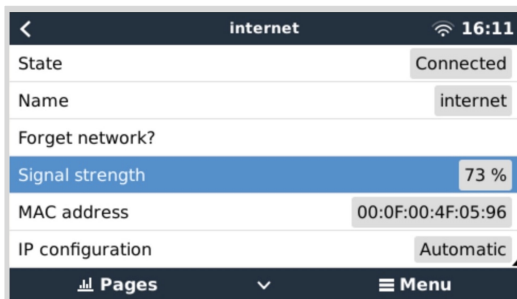 internet 16:11
State Connected
Name internet
Forget network?
Signal strength 73 %
MAC address 00:0F:00:4F:05:96
IP configuration Automatic
Pages Menu